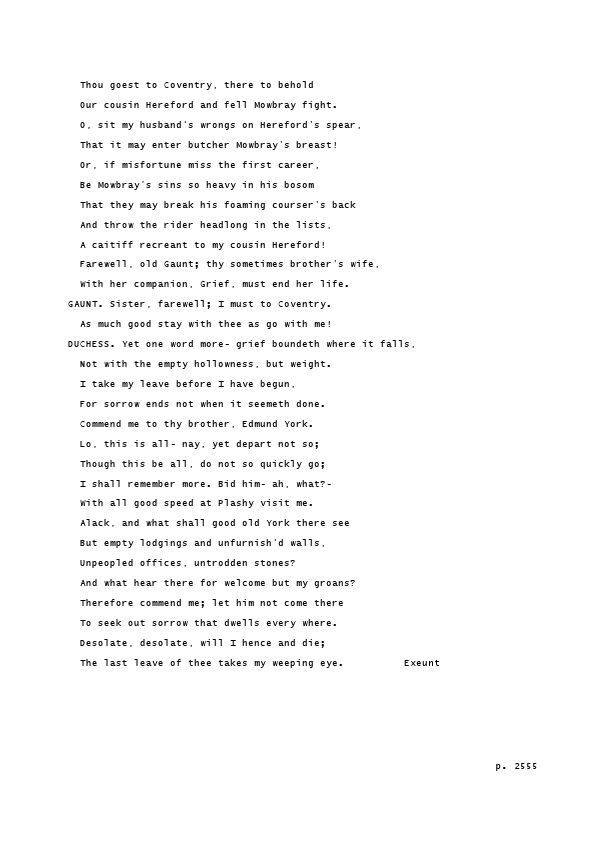 Thou goest to Coventry, there to behold
Our cousin Hereford and fell Mowbray fight.
O, sit my husband's wrongs on Hereford's spear,
That it may enter butcher Mowbray's breast!
Or, if misfortune miss the first career,
Be Mowbray's sins so heavy in his bosom
That they may break his foaming courser's back
And throw the rider headlong in the lists,
A caitiff recreant to my cousin Hereford!
Farewell, old Gaunt; thy sometimes brother's wife,
With her companion, Grief, must end her life.
GAUNT. Sister, farewell; I must to Coventry.
As much good stay with thee as go with me!
DUCHESS. Yet one word more- grief boundeth where it falls,
Not with the empty hollowness, but weight.
I take my leave before I have begun,
For sorrow ends not when it seemeth done.
Commend me to thy brother, Edmund York.
Lo, this is all- nay, yet depart not so;
Though this be all, do not so quickly go;
I shall remember more. Bid him- ah, what?-
With all good speed at Plashy visit me.
Alack, and what shall good old York there see
But empty lodgings and unfurnish'd walls,
Unpeopled offices, untrodden stones?
And what hear there for welcome but my groans?
Therefore commend me; let him not come there
To seek out sorrow that dwells every where.
Desolate, desolate, will I hence and die;
The last leave of thee takes my weeping eye. Exeunt
p. 2555